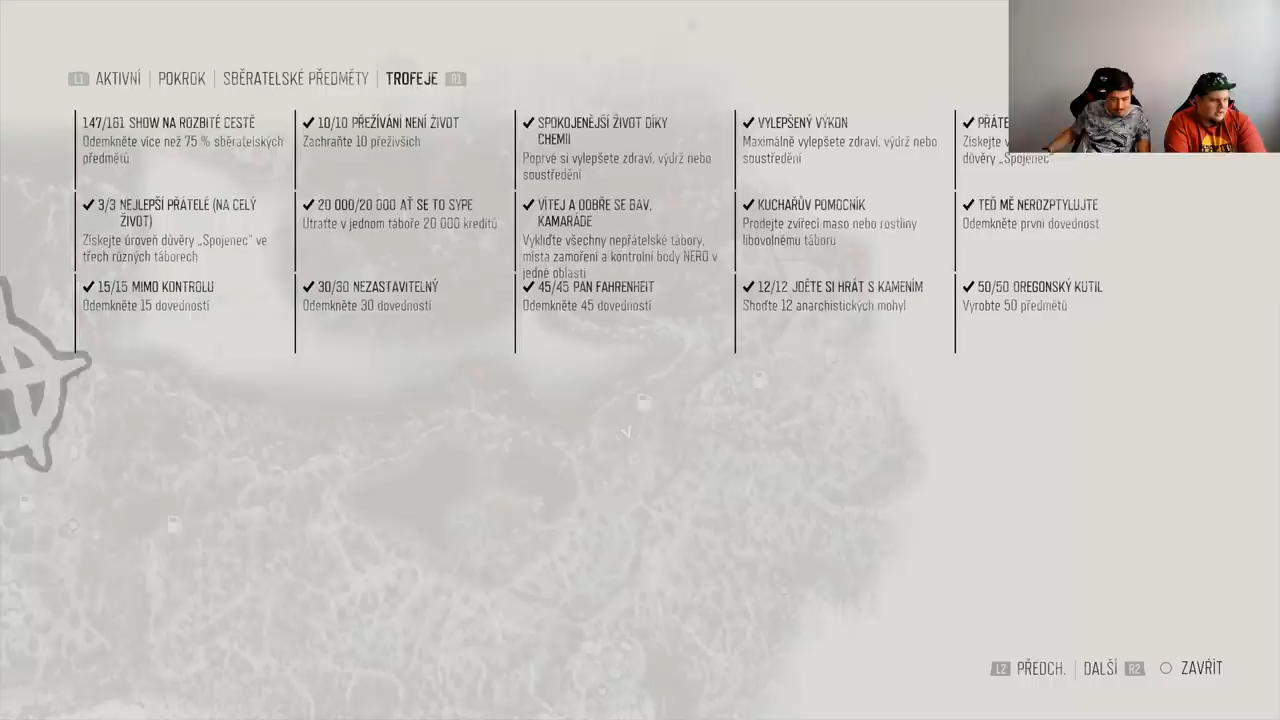 L1 AKTIVNÍ | POKROK | SBĚRATELSKÉ PŘEDMĚTY | TROFEJE R1
147/181 SHOW NA ROZBITÉ CESTĚ
Odemkněte více než 75 % sběratelských
předmětů
✔ 10/10 PŘEŽÍVÁNÍ NENÍ ŽIVOT
Zachraňte 10 přeživších
✔ SPOKOJENĚJŠÍ ŽIVOT DÍKY
CHEMII
Poprvé si vylepšete zdraví, výdrž nebo
soustředění
✔ VYLEPŠENÝ VÝKON
Maximálně vylepšete zdraví, výdrž nebo
soustředění
✔ PŘÁTE
Získejte v
důvěry „Spojenec“
✔ 3/3 NEJLEPŠÍ PŘÁTELÉ (NA CELÝ
ŽIVOT)
Získejte úroveň důvěry „Spojenec“ ve
třech různých táborech
✔ 20 000/20 000 AŤ SE TO SYPE
Utraťte v jednom táboře 20 000 kreditů
✔ VÍTEJ A DOBŘE SE BAV,
KAMARÁDE
Vykliďte všechny nepřátelské tábory,
místa zamoření a kontrolní body NERO v
jedné oblasti
✔ KUCHAŘŮV POMOCNÍK
Prodejte zvířecí maso nebo rostliny
libovolnému táboru
✔ TEĎ MĚ NEROZPTYLUJTE
Odemkněte první dovednost
✔ 15/15 MIMO KONTROLU
Odemkněte 15 dovedností
✔ 30/30 NEZASTAVITELNÝ
Odemkněte 30 dovedností
✔ 45/45 PAN FAHRENHEIT
Odemkněte 45 dovedností
✔ 12/12 JDĚTE SI HRÁT S KAMENÍM
Shoďte 12 anarchistických mohyl
✔ 50/50 OREGONSKÝ KUTIL
Vyrobte 50 předmětů
L2 PŘEDCH. | DALŠÍ R2 ZAVŘÍT